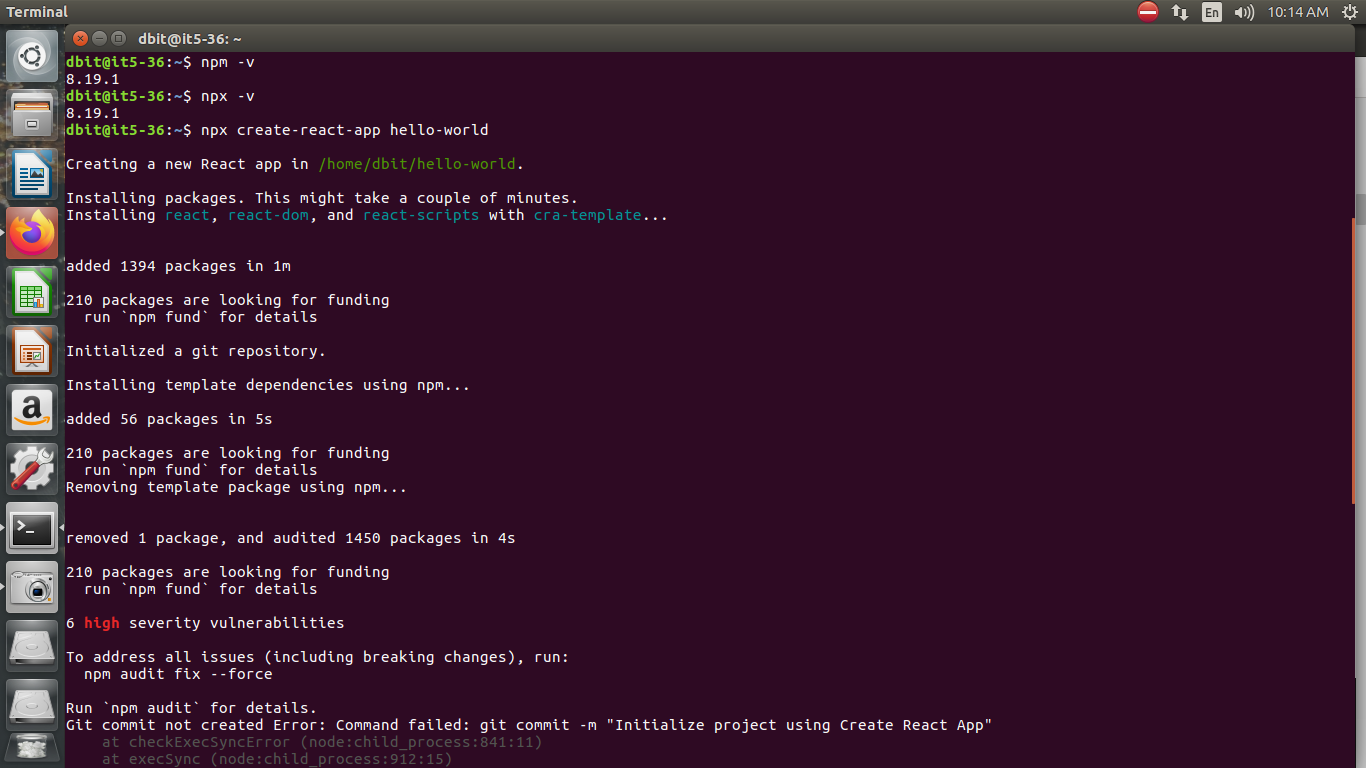 Terminal
En
10:14 AM
dbit@it5-36: ~
dbit@it5-36:~$ npm -v
8.19.1
dbit@it5-36:~$ npx -v
8.19.1
dbit@it5-36:~$ npx create-react-app hello-world
Creating a new React app in /home/dbit/hello-world.
Installing packages. This might take a couple of minutes.
Installing react, react-dom, and react-scripts with cra-template...
added 1394 packages in 1m
210 packages are looking for funding
  run `npm fund` for details
Initialized a git repository.
Installing template dependencies using npm...
added 56 packages in 5s
210 packages are looking for funding
  run `npm fund` for details
Removing template package using npm...
removed 1 package, and audited 1450 packages in 4s
210 packages are looking for funding
  run `npm fund` for details
6 high severity vulnerabilities
To address all issues (including breaking changes), run:
  npm audit fix --force
Run `npm audit` for details.
Git commit not created Error: Command failed: git commit -m "Initialize project using Create React App"
    at checkExecSyncError (node:child_process:841:11)
    at execSync (node:child_process:912:15)